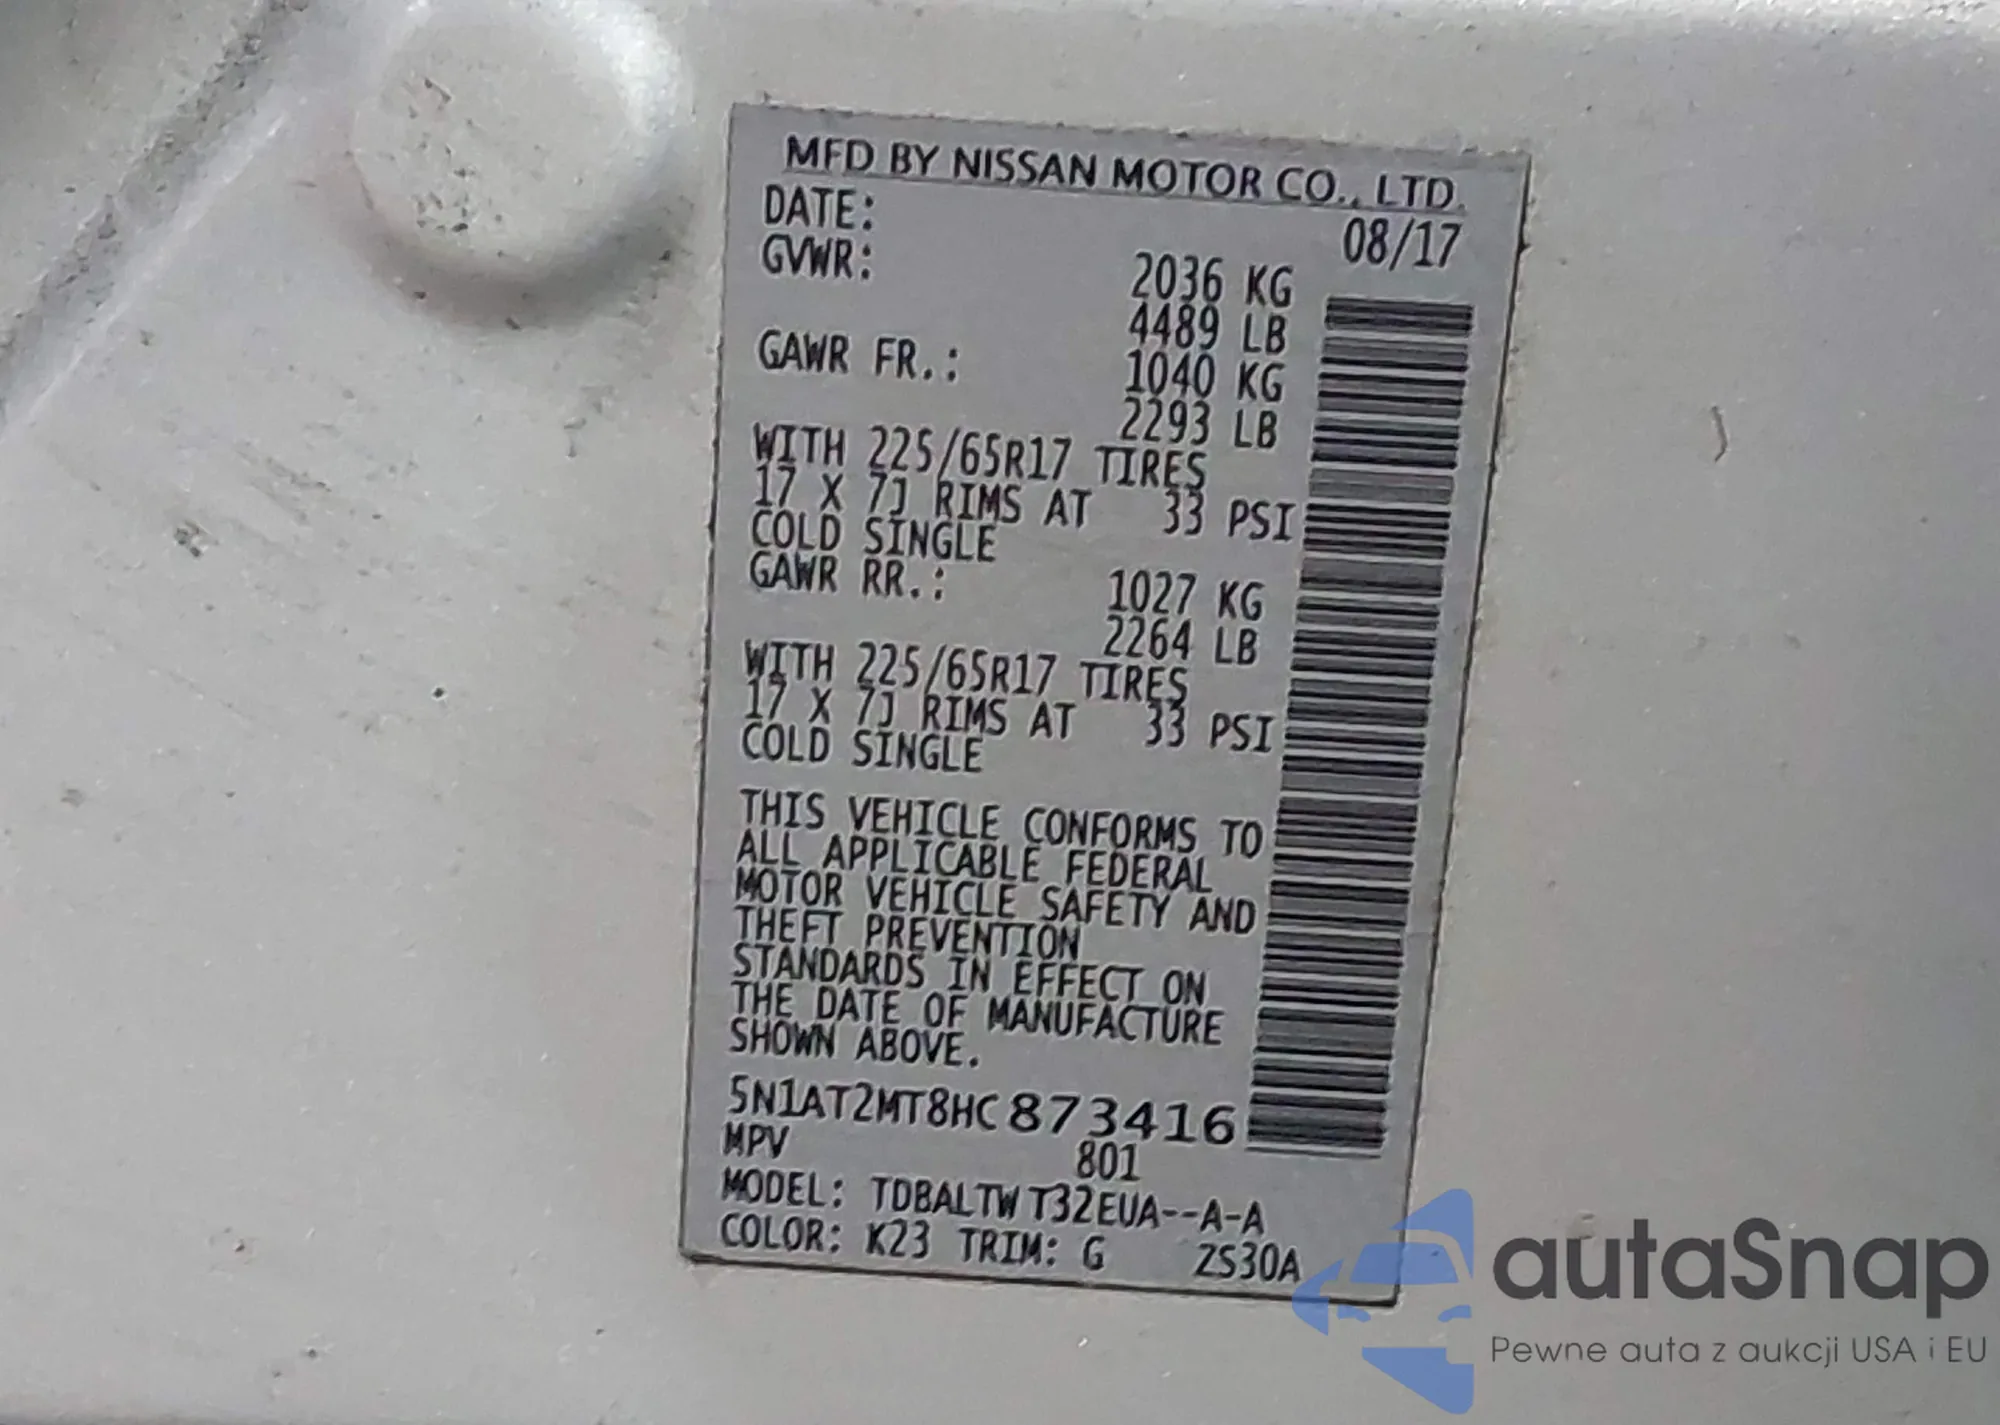 MFD BY NISSAN MOTOR CO., LTD.
DATE: 08/17
GVWR: 2036 KG
4489 LB
GAWR FR.: 1040 KG
2293 LB
WITH 225/65R17 TIRES
17 X 7J RIMS AT 33 PSI
COLD SINGLE
GAWR RR.: 1027 KG
2264 LB
WITH 225/65R17 TIRES
17 X 7J RIMS AT 33 PSI
COLD SINGLE
THIS VEHICLE CONFORMS TO
ALL APPLICABLE FEDERAL
MOTOR VEHICLE SAFETY AND
THEFT PREVENTION
STANDARDS IN EFFECT ON
THE DATE OF MANUFACTURE
SHOWN ABOVE.
5N1AT2MT8HC873416
MPV 801
MODEL: TDBALTW T32EUA--A-A
COLOR: K23 TRIM: G ZS30A
autaSnap
Pewne auta z aukcji USA i EU